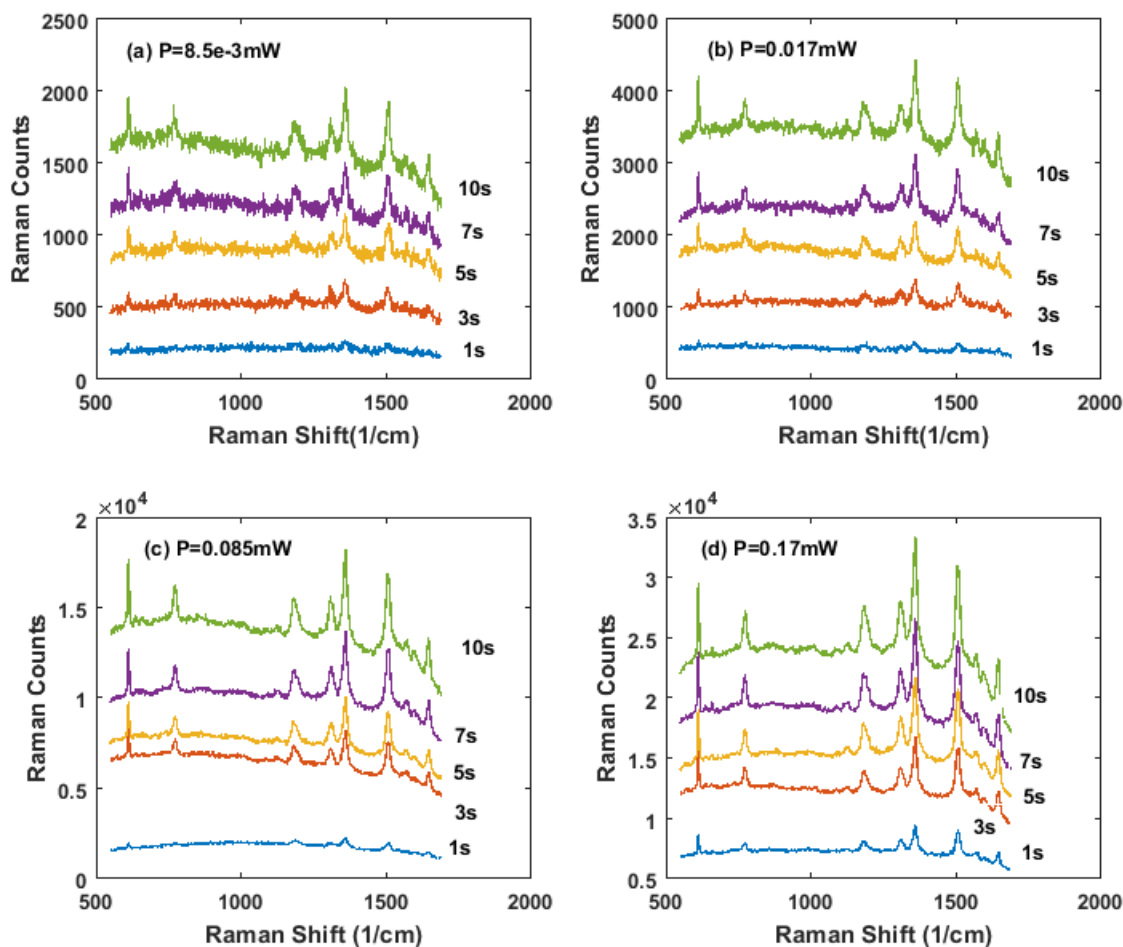 2500
2000
1500
1000
500
0
500
1000
1500
2000
Raman Counts
Raman Shift(1/cm)
(a) P=8.5e-3mW
10s
7s
5s
3s
1s
5000
4000
3000
2000
1000
0
500
1000
1500
2000
Raman Counts
Raman Shift(1/cm)
(b) P=0.017mW
10s
7s
5s
3s
1s
×10⁴
2
1.5
1
0.5
0
500
1000
1500
2000
Raman Counts
Raman Shift (1/cm)
(c) P=0.085mW
10s
7s
5s
3s
1s
×10⁴
3.5
3
2.5
2
1.5
1
0.5
500
1000
1500
2000
Raman Counts
Raman Shift (1/cm)
(d) P=0.17mW
10s
7s
5s
3s
1s